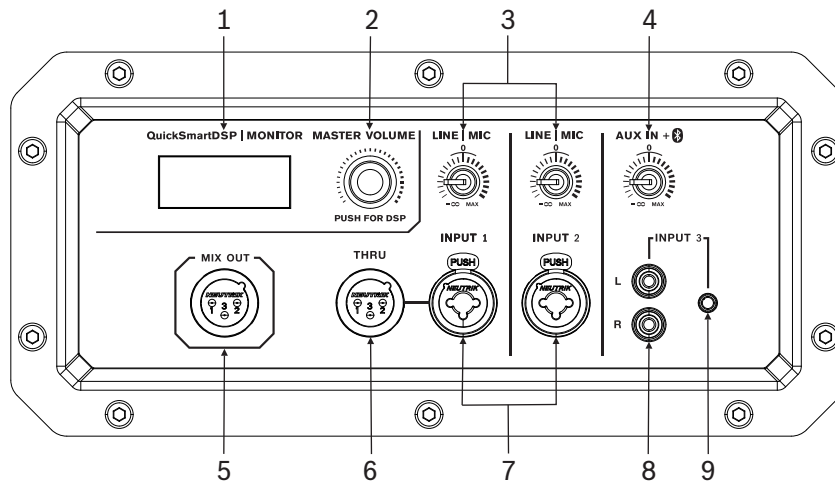 1 2 3 4
QuickSmartDSP | MONITOR MASTER VOLUME LINE | MIC LINE | MIC AUX IN +
0 0 0
-∞ MAX -∞ MAX -∞ MAX
PUSH FOR DSP
MIX OUT THRU INPUT 1 INPUT 2 INPUT 3
PUSH PUSH
NEUTRIK NEUTRIK NEUTRIK NEUTRIK
L
1 3 2 1 3 2
R
5 6 7 8 9